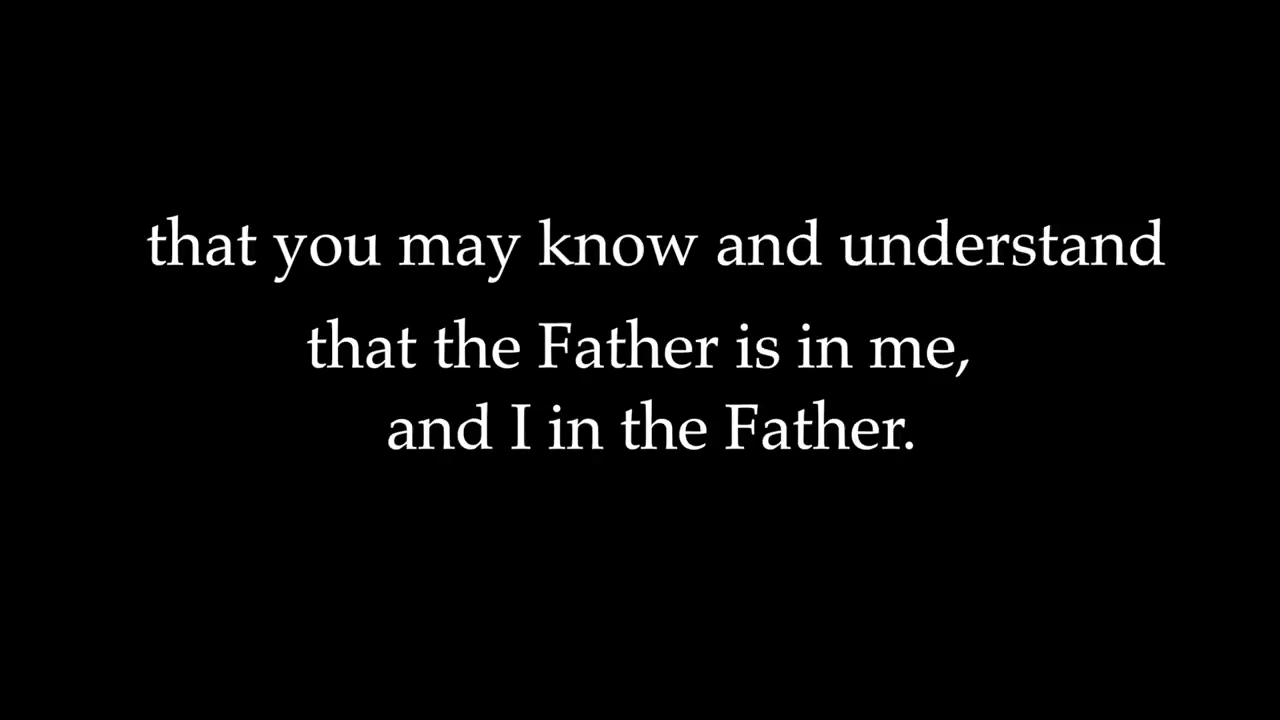 that you may know and understand
that the Father is in me,
and I in the Father.